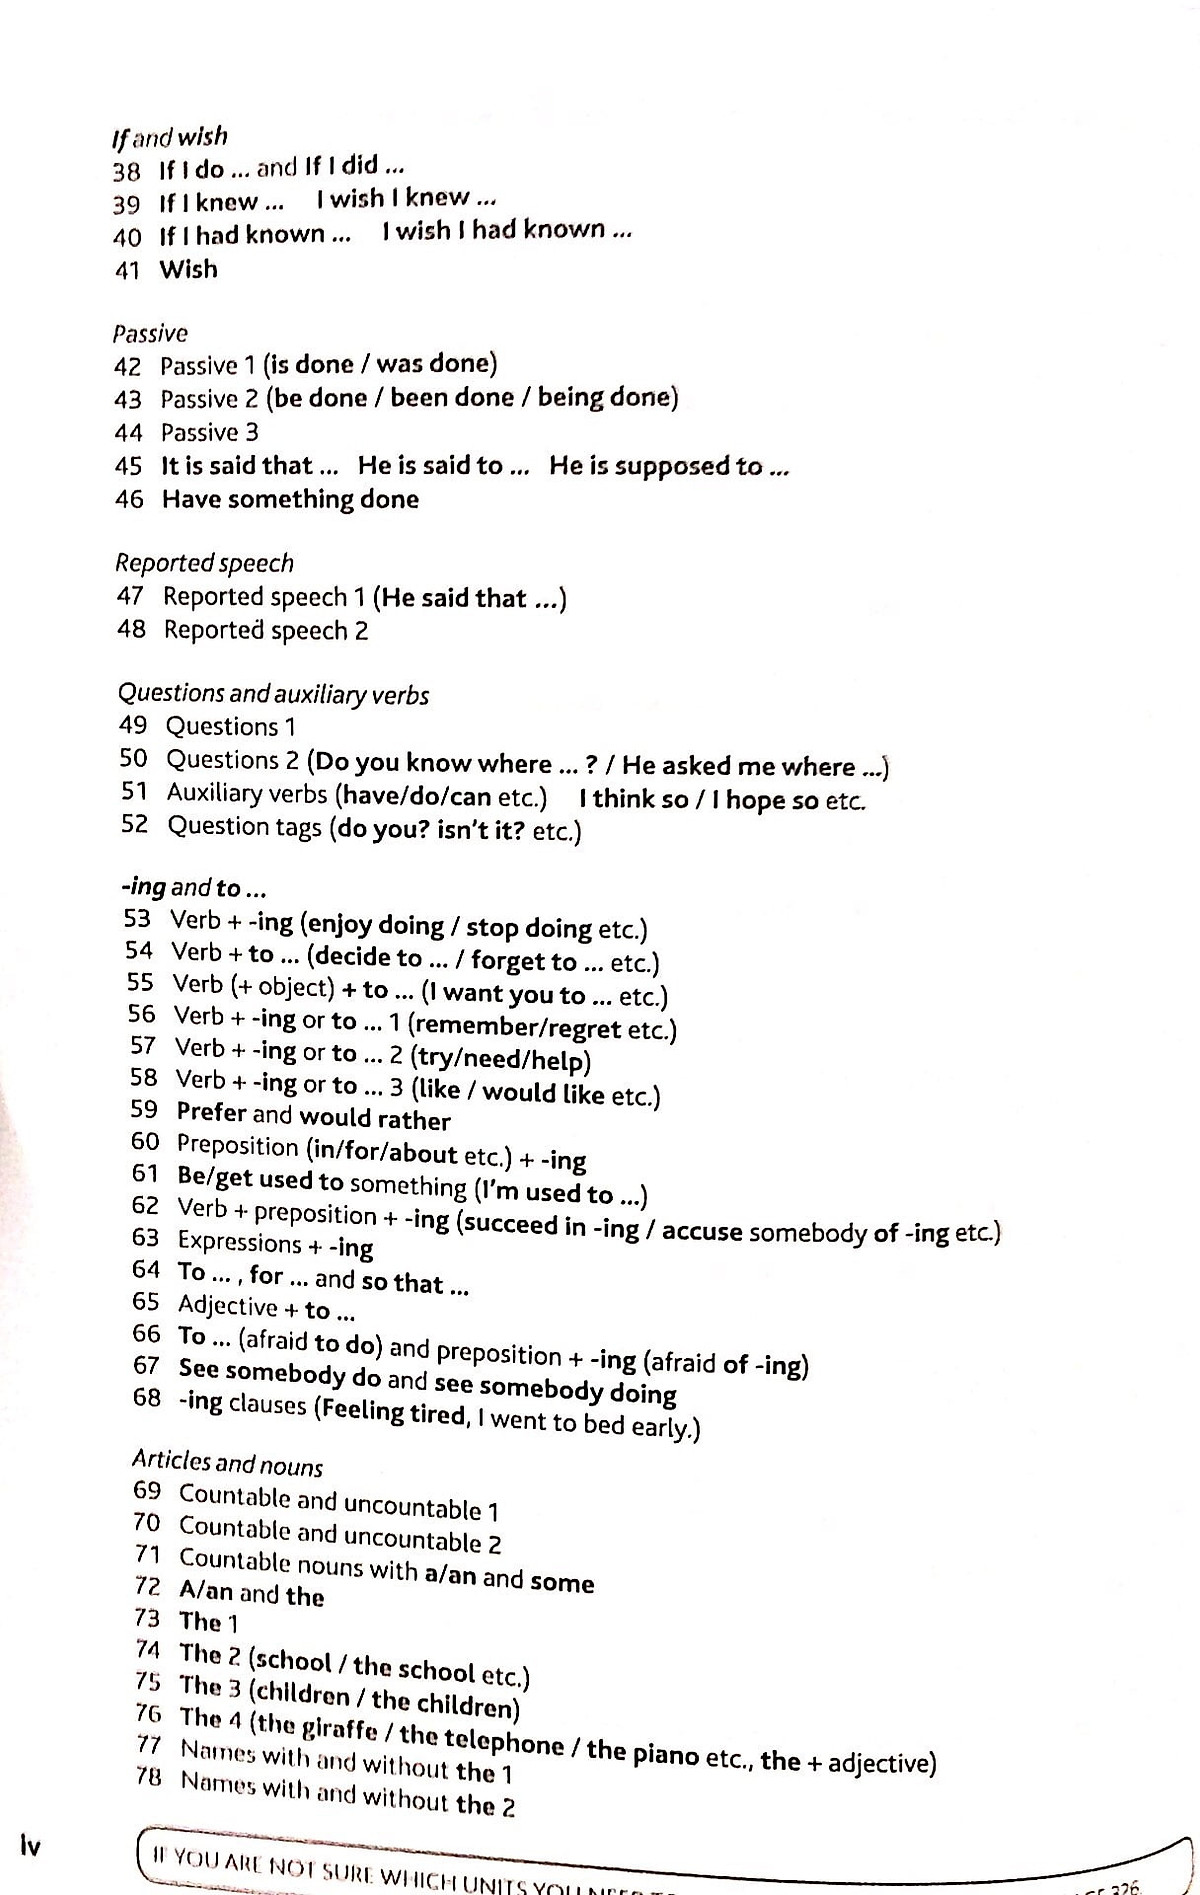 If and wish
38 If I do ... and If I did ...
39 If I knew ... I wish I knew ...
40 If I had known ... I wish I had known ...
41 Wish
Passive
42 Passive 1 (is done / was done)
43 Passive 2 (be done / been done / being done)
44 Passive 3
45 It is said that ... He is said to ... He is supposed to ...
46 Have something done
Reported speech
47 Reported speech 1 (He said that ...)
48 Reported speech 2
Questions and auxiliary verbs
49 Questions 1
50 Questions 2 (Do you know where ... ? / He asked me where ...)
51 Auxiliary verbs (have/do/can etc.) I think so / I hope so etc.
52 Question tags (do you? isn't it? etc.)
-ing and to ...
53 Verb + -ing (enjoy doing / stop doing etc.)
54 Verb + to ... (decide to ... / forget to ... etc.)
55 Verb (+ object) + to ... (I want you to ... etc.)
56 Verb + -ing or to ... 1 (remember/regret etc.)
57 Verb + -ing or to ... 2 (try/need/help)
58 Verb + -ing or to ... 3 (like / would like etc.)
59 Prefer and would rather
60 Preposition (in/for/about etc.) + -ing
61 Be/get used to something (I'm used to ...)
62 Verb + preposition + -ing (succeed in -ing / accuse somebody of -ing etc.)
63 Expressions + -ing
64 To ... , for ... and so that ...
65 Adjective + to ...
66 To ... (afraid to do) and preposition + -ing (afraid of -ing)
67 See somebody do and see somebody doing
68 -ing clauses (Feeling tired, I went to bed early.)
Articles and nouns
69 Countable and uncountable 1
70 Countable and uncountable 2
71 Countable nouns with a/an and some
72 A/an and the
73 The 1
74 The 2 (school / the school etc.)
75 The 3 (children / the children)
76 The 4 (the giraffe / the telephone / the piano etc., the + adjective)
77 Names with and without the 1
78 Names with and without the 2
iv
IF YOU ARE NOT SURE WHICH UNITS YOU 326